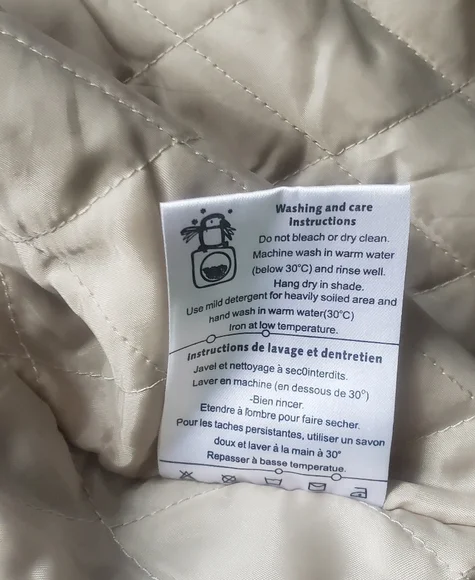 Washing and care
Instructions
Do not bleach or dry clean.
Machine wash in warm water
(below 30°C) and rinse well.
Hang dry in shade.
Use mild detergent for heavily soiied area and
hand wash in warm water(30°C)
Iron at low temperature.
Instructions de lavage et dentretien
Javel et nettoyage à sec0interdits.
Laver en machine (en dessous de 30°)
-Bien rincer.
Etendre à fombre pour faire secher.
Pour les taches persistantes, utiliser un savon
doux et laver à la main à 30°
Repasser à basse temperatue.